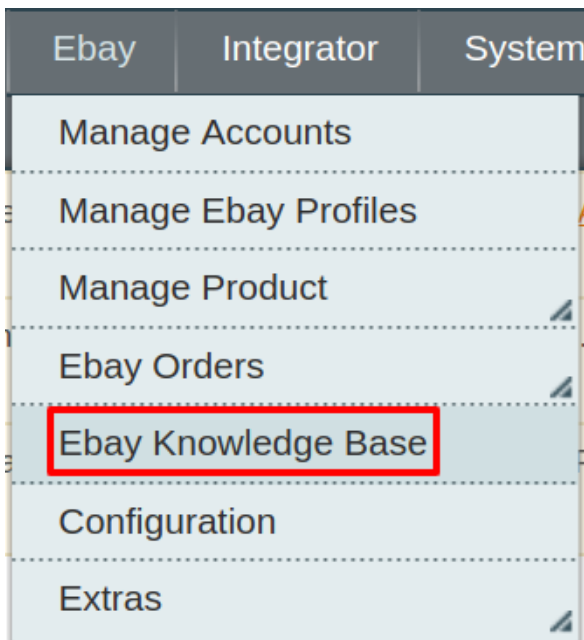 Ebay Integrator System
Manage Accounts
Manage Ebay Profiles
Manage Product
Ebay Orders
Ebay Knowledge Base
Configuration
Extras